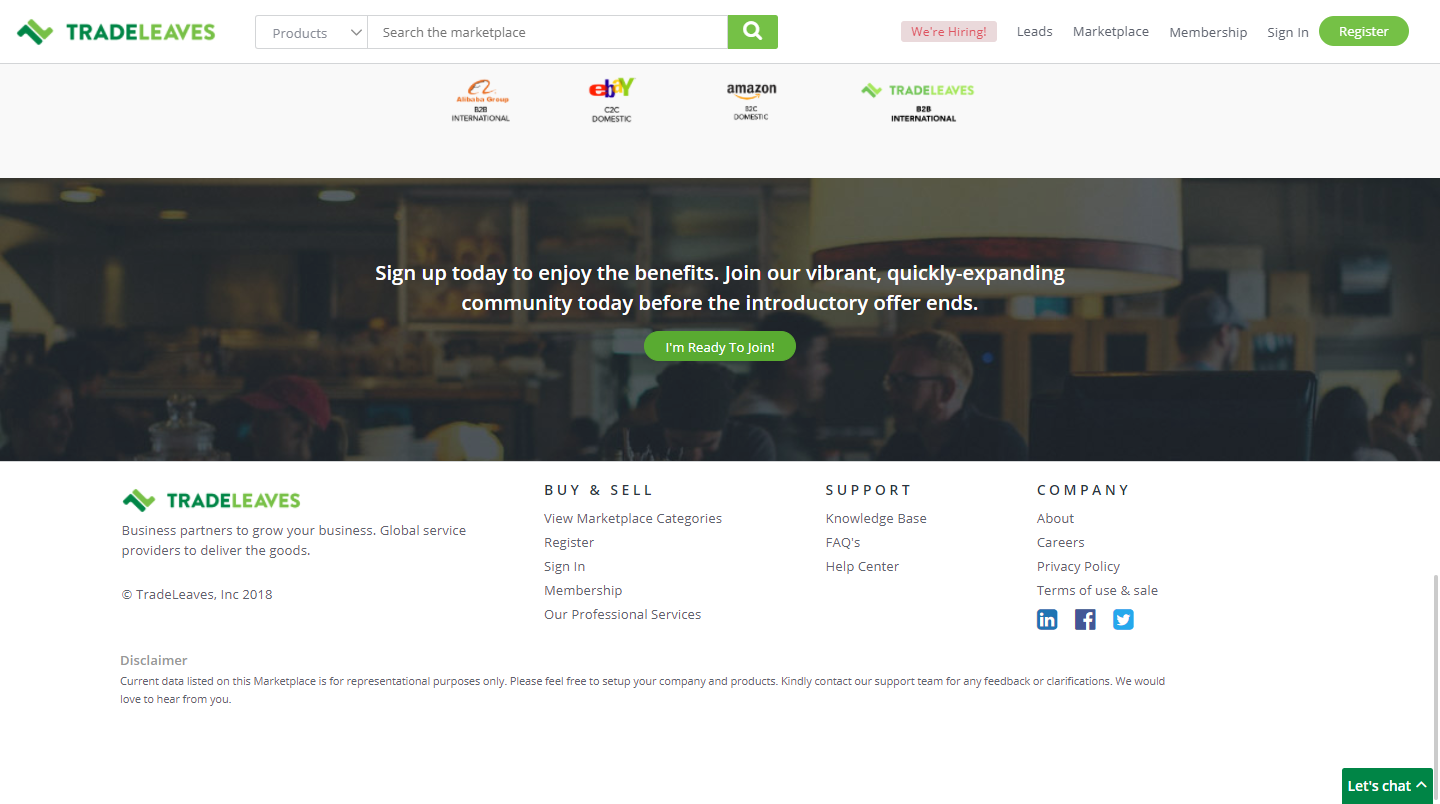 TRADELEAVES
Products
Search the marketplace
We're Hiring!
Leads
Marketplace
Membership
Sign In
Register
Alibaba Group
B2B
INTERNATIONAL
ebay
C2C
DOMESTIC
amazon
B2C
DOMESTIC
TRADELEAVES
B2B
INTERNATIONAL
Sign up today to enjoy the benefits. Join our vibrant, quickly-expanding
community today before the introductory offer ends.
I'm Ready To Join!
TRADELEAVES
Business partners to grow your business. Global service
providers to deliver the goods.
© TradeLeaves, Inc 2018
BUY & SELL
View Marketplace Categories
Register
Sign In
Membership
Our Professional Services
SUPPORT
Knowledge Base
FAQ's
Help Center
COMPANY
About
Careers
Privacy Policy
Terms of use & sale
Disclaimer
Current data listed on this Marketplace is for representational purposes only. Please feel free to setup your company and products. Kindly contact our support team for any feedback or clarifications. We would
love to hear from you.
Let's chat